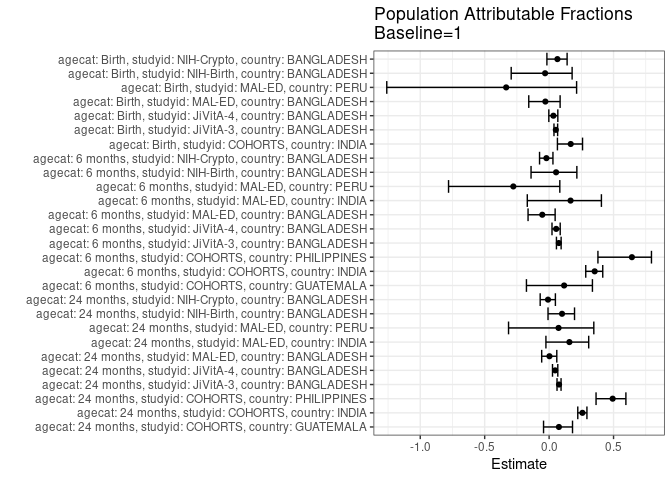 Population Attributable Fractions
Baseline=1
agecat: Birth, studyid: NIH-Crypto, country: BANGLADESH
agecat: Birth, studyid: NIH-Birth, country: BANGLADESH
agecat: Birth, studyid: MAL-ED, country: PERU
agecat: Birth, studyid: MAL-ED, country: BANGLADESH
agecat: Birth, studyid: JiVitA-4, country: BANGLADESH
agecat: Birth, studyid: JiVitA-3, country: BANGLADESH
agecat: Birth, studyid: COHORTS, country: INDIA
agecat: 6 months, studyid: NIH-Crypto, country: BANGLADESH
agecat: 6 months, studyid: NIH-Birth, country: BANGLADESH
agecat: 6 months, studyid: MAL-ED, country: PERU
agecat: 6 months, studyid: MAL-ED, country: INDIA
agecat: 6 months, studyid: MAL-ED, country: BANGLADESH
agecat: 6 months, studyid: JiVitA-4, country: BANGLADESH
agecat: 6 months, studyid: JiVitA-3, country: BANGLADESH
agecat: 6 months, studyid: COHORTS, country: PHILIPPINES
agecat: 6 months, studyid: COHORTS, country: INDIA
agecat: 6 months, studyid: COHORTS, country: GUATEMALA
agecat: 24 months, studyid: NIH-Crypto, country: BANGLADESH
agecat: 24 months, studyid: NIH-Birth, country: BANGLADESH
agecat: 24 months, studyid: MAL-ED, country: PERU
agecat: 24 months, studyid: MAL-ED, country: INDIA
agecat: 24 months, studyid: MAL-ED, country: BANGLADESH
agecat: 24 months, studyid: JiVitA-4, country: BANGLADESH
agecat: 24 months, studyid: JiVitA-3, country: BANGLADESH
agecat: 24 months, studyid: COHORTS, country: PHILIPPINES
agecat: 24 months, studyid: COHORTS, country: INDIA
agecat: 24 months, studyid: COHORTS, country: GUATEMALA
-1.0 -0.5 0.0 0.5
Estimate